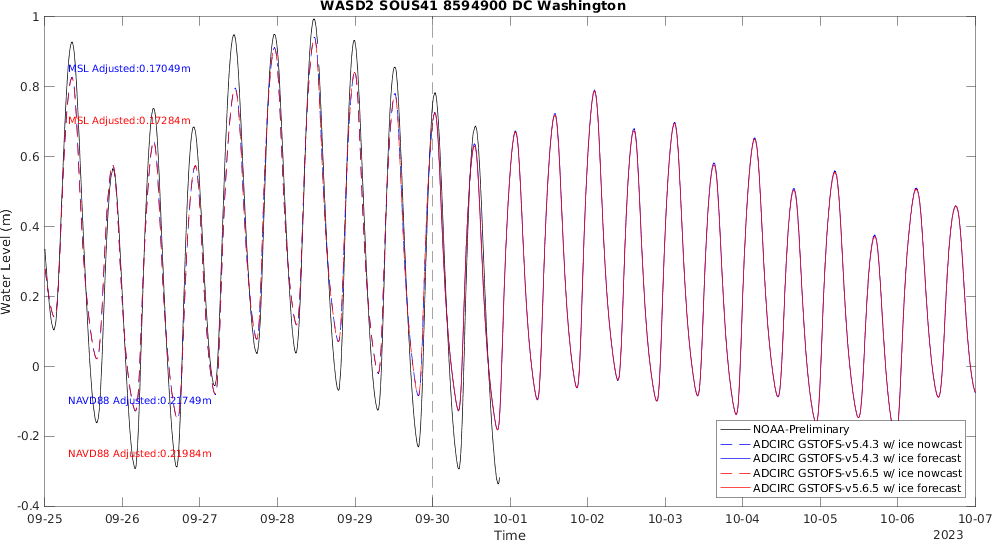 WASD2 SOUS41 8594900 DC Washington
1
0.8
0.6
0.4
0.2
0
-0.2
-0.4
Water Level (m)
MSL Adjusted:0.17049m
MSL Adjusted:0.17284m
NAVD88 Adjusted:0.21749m
NAVD88 Adjusted:0.21984m
NOAA-Preliminary
ADCIRC GSTOFS-v5.4.3 w/ ice nowcast
ADCIRC GSTOFS-v5.4.3 w/ ice forecast
ADCIRC GSTOFS-v5.6.5 w/ ice nowcast
ADCIRC GSTOFS-v5.6.5 w/ ice forecast
09-25 09-26 09-27 09-28 09-29 09-30 10-01 10-02 10-03 10-04 10-05 10-06 10-07
Time
2023